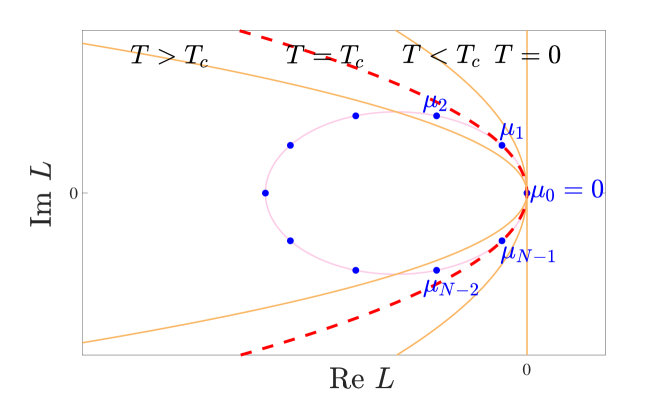 T > T_c T = T_c T < T_c T = 0
μ_2
μ_1
Im L
0
μ_0 = 0
μ_{N−1}
μ_{N−2}
0
Re L